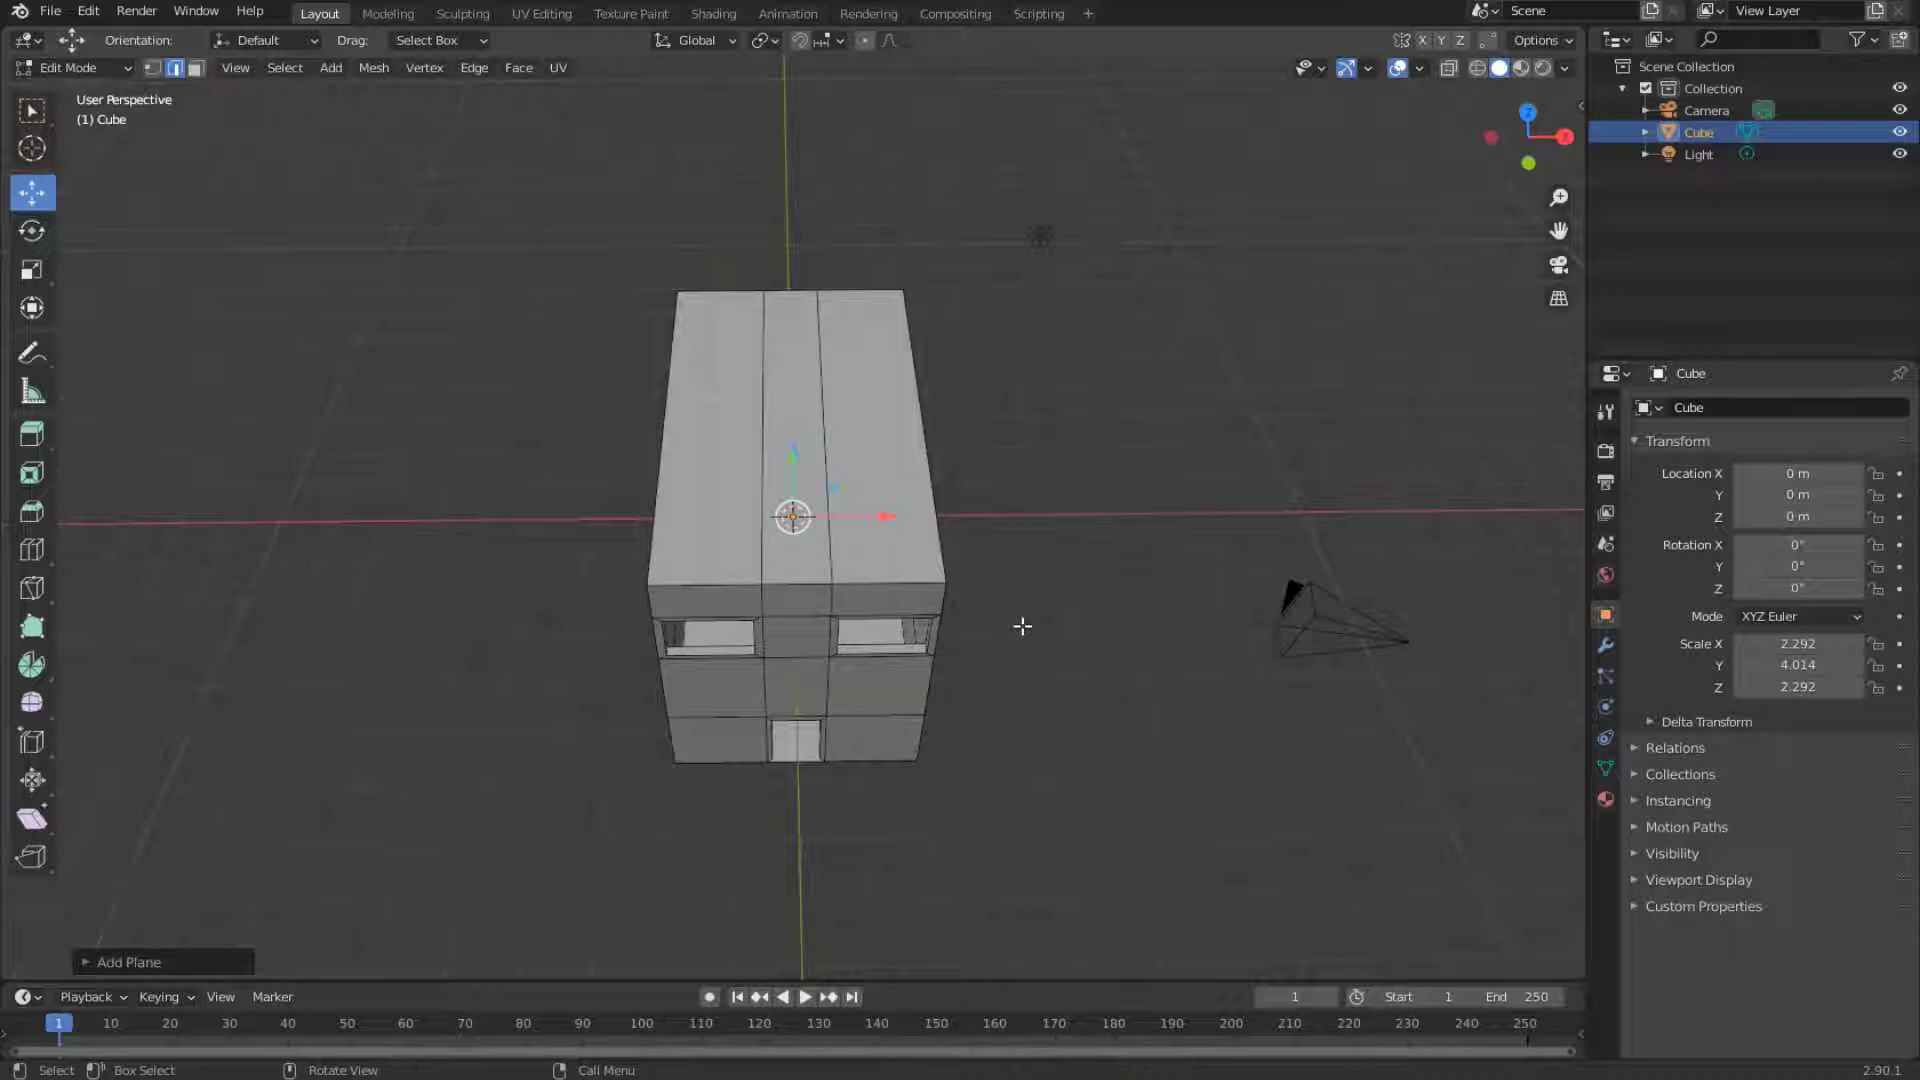 File Edit Render Window Help Layout Modeling Sculpting UV Editing Texture Paint Shading Animation Rendering Compositing Scripting + Scene View Layer
Orientation: Default Drag: Select Box Global X Y Z Options
Edit Mode View Select Add Mesh Vertex Edge Face UV
User Perspective
(1) Cube
Z
X
Scene Collection
Collection
Camera
Cube
Light
Cube
Cube
Transform
Location X 0 m
Y 0 m
Z 0 m
Rotation X 0°
Y 0°
Z 0°
Mode XYZ Euler
Scale X 2.292
Y 4.014
Z 2.292
Delta Transform
Relations
Collections
Instancing
Motion Paths
Visibility
Viewport Display
Custom Properties
Add Plane
Playback Keying View Marker 1 Start 1 End 250
1 10 20 30 40 50 60 70 80 90 100 110 120 130 140 150 160 170 180 190 200 210 220 230 240 250
Select Box Select Rotate View Call Menu 2.90.1